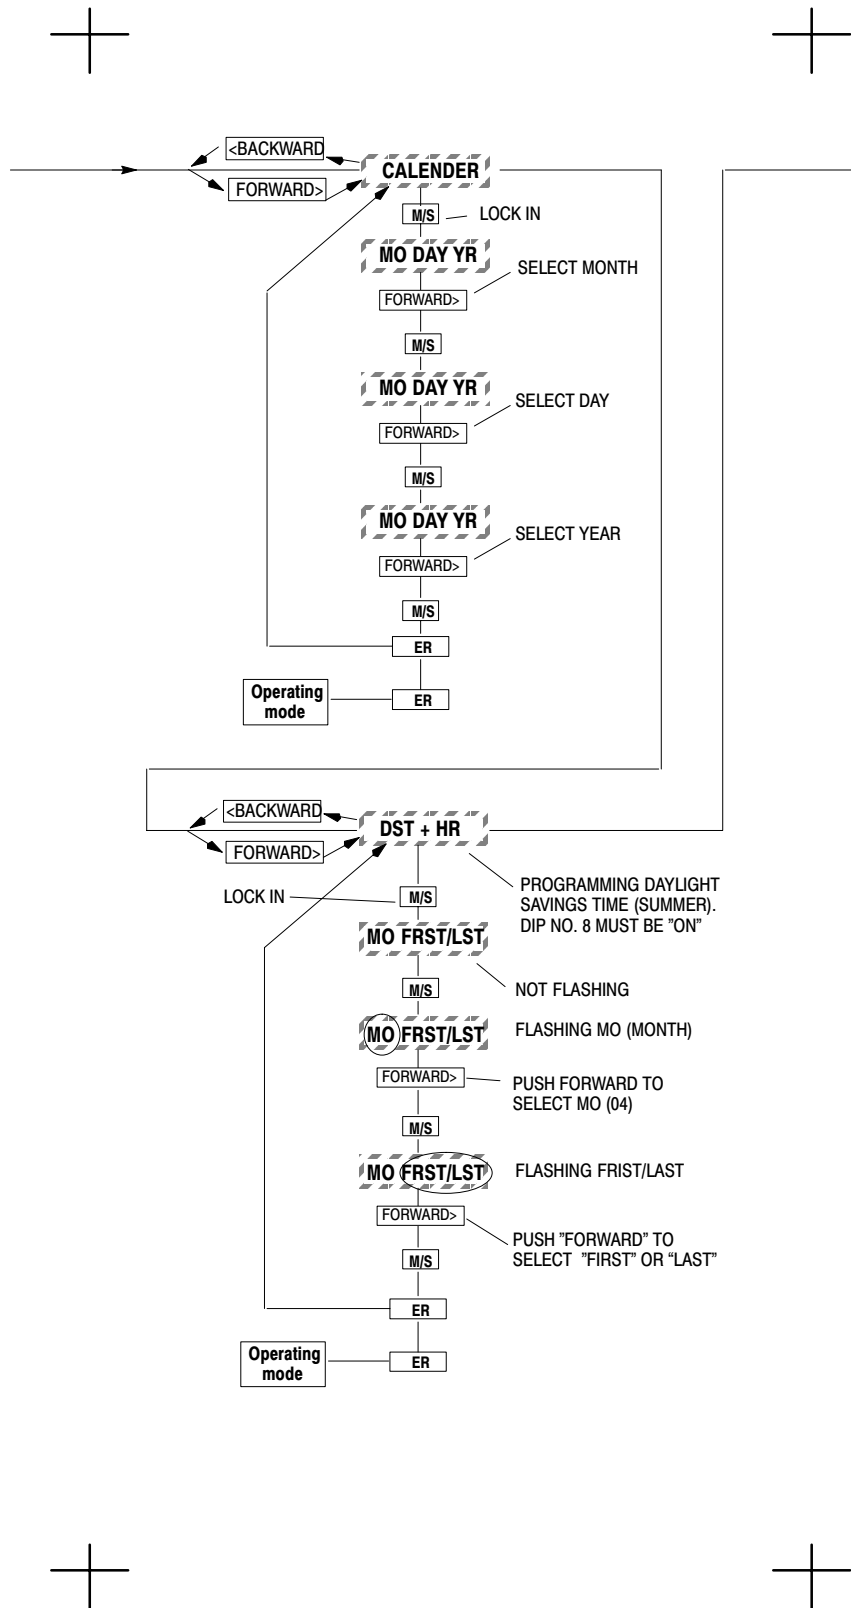 <BACKWARD
CALENDER
FORWARD>
M/S
LOCK IN
MO DAY YR
SELECT MONTH
FORWARD>
M/S
MO DAY YR
SELECT DAY
FORWARD>
M/S
MO DAY YR
SELECT YEAR
FORWARD>
M/S
ER
Operating
mode
ER
<BACKWARD
DST + HR
FORWARD>
PROGRAMMING DAYLIGHT
SAVINGS TIME (SUMMER).
DIP NO. 8 MUST BE ”ON”
LOCK IN
M/S
MO FRST/LST
NOT FLASHING
M/S
MO FRST/LST
FLASHING MO (MONTH)
FORWARD>
PUSH FORWARD TO
SELECT MO (04)
M/S
MO FRST/LST
FLASHING FRIST/LAST
FORWARD>
PUSH ”FORWARD” TO
SELECT ”FIRST” OR “LAST”
M/S
ER
Operating
mode
ER